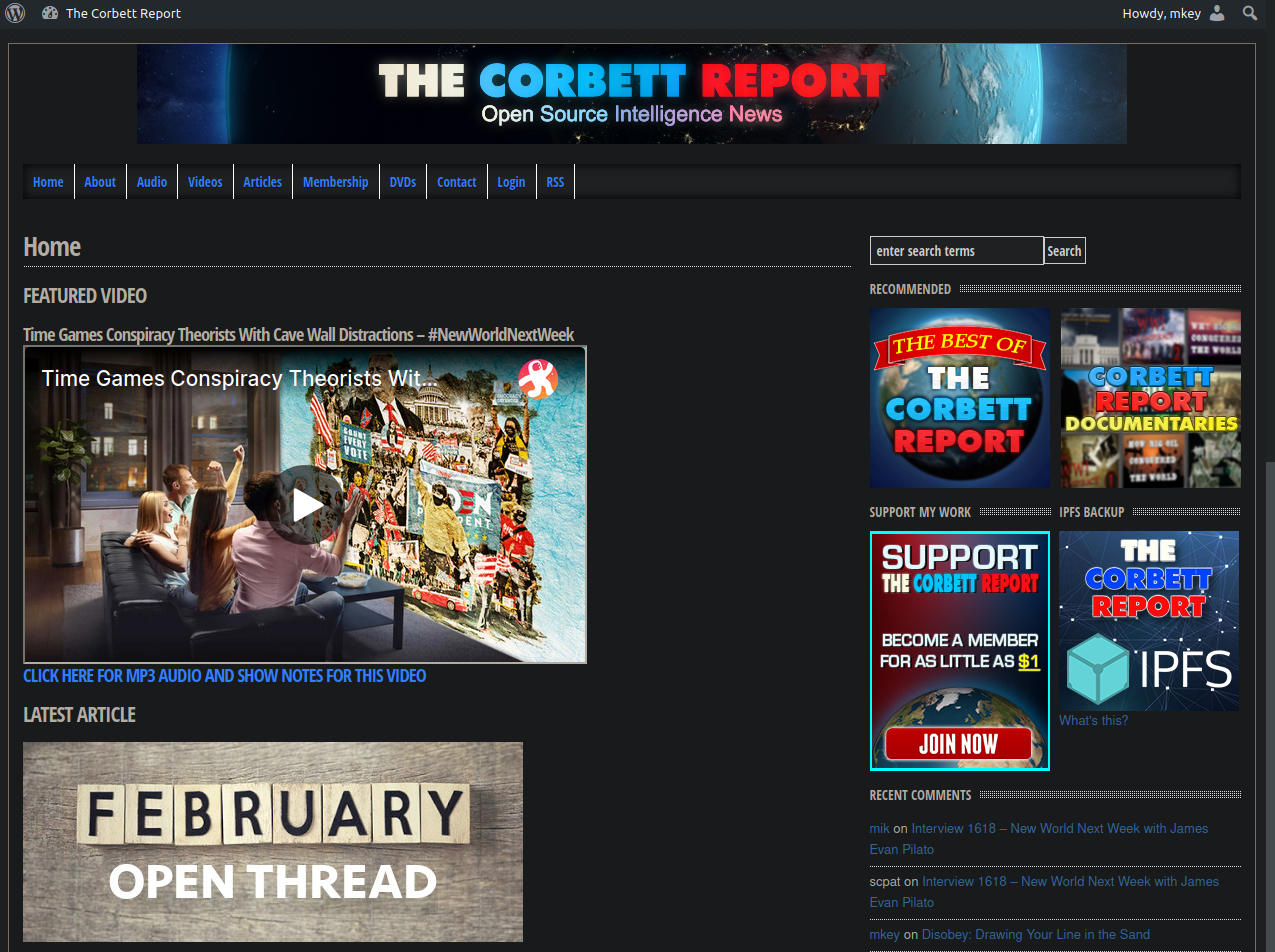 The Corbett Report
Howdy, mkey
THE CORBETT REPORT
Open Source Intelligence News
Home
About
Audio
Videos
Articles
Membership
DVDs
Contact
Login
RSS
Home
FEATURED VIDEO
Time Games Conspiracy Theorists With Cave Wall Distractions – #NewWorldNextWeek
Time Games Conspiracy Theorists Wit...
COUNT
EVERY
VOTE
CLICK HERE FOR MP3 AUDIO AND SHOW NOTES FOR THIS VIDEO
LATEST ARTICLE
FEBRUARY
OPEN THREAD
enter search terms
Search
RECOMMENDED
THE BEST OF
THE
CORBETT
REPORT
CORBETT
REPORT
DOCUMENTARIES
SUPPORT MY WORK
SUPPORT
THE CORBETT REPORT
BECOME A MEMBER
FOR AS LITTLE AS $1
JOIN NOW
IPFS BACKUP
THE
CORBETT
REPORT
IPFS
What's this?
RECENT COMMENTS
mik on Interview 1618 – New World Next Week with James
Evan Pilato
scpat on Interview 1618 – New World Next Week with James
Evan Pilato
mkey on Disobey: Drawing Your Line in the Sand